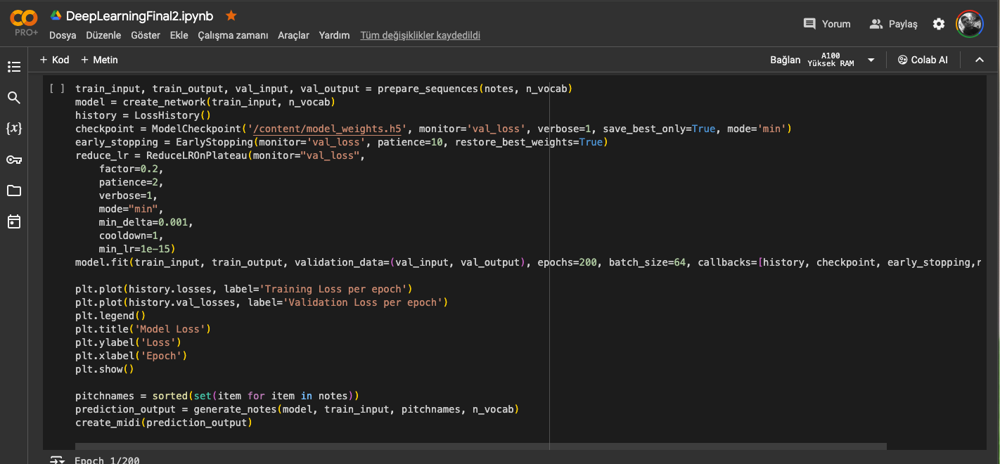 DeepLearningFinal2.ipynb
PRO+
Dosya Düzenle Göster Ekle Çalışma zamanı Araçlar Yardım Tüm değişiklikler kaydedildi
Yorum
Paylaş
+ Kod + Metin
Bağlan
A100
Yüksek RAM
Colab AI
{x}
[ ]
train_input, train_output, val_input, val_output = prepare_sequences(notes, n_vocab)
model = create_network(train_input, n_vocab)
history = LossHistory()
checkpoint = ModelCheckpoint('/content/model_weights.h5', monitor='val_loss', verbose=1, save_best_only=True, mode='min')
early_stopping = EarlyStopping(monitor='val_loss', patience=10, restore_best_weights=True)
reduce_lr = ReduceLROnPlateau(monitor="val_loss",
    factor=0.2,
    patience=2,
    verbose=1,
    mode="min",
    min_delta=0.001,
    cooldown=1,
    min_lr=1e-15)
model.fit(train_input, train_output, validation_data=(val_input, val_output), epochs=200, batch_size=64, callbacks=[history, checkpoint, early_stopping,r
plt.plot(history.losses, label='Training Loss per epoch')
plt.plot(history.val_losses, label='Validation Loss per epoch')
plt.legend()
plt.title('Model Loss')
plt.ylabel('Loss')
plt.xlabel('Epoch')
plt.show()
pitchnames = sorted(set(item for item in notes))
prediction_output = generate_notes(model, train_input, pitchnames, n_vocab)
create_midi(prediction_output)
Epoch 1/200